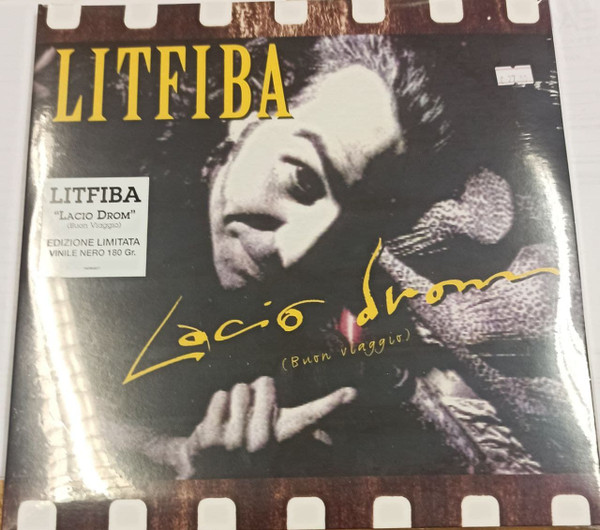 LITFIBA
LITFIBA
"LACIO DROM"
(BUON VIAGGIO)
EDIZIONE LIMITATA
VINILE NERO 180 Gr.
Lacio drom
(Buon viaggio)